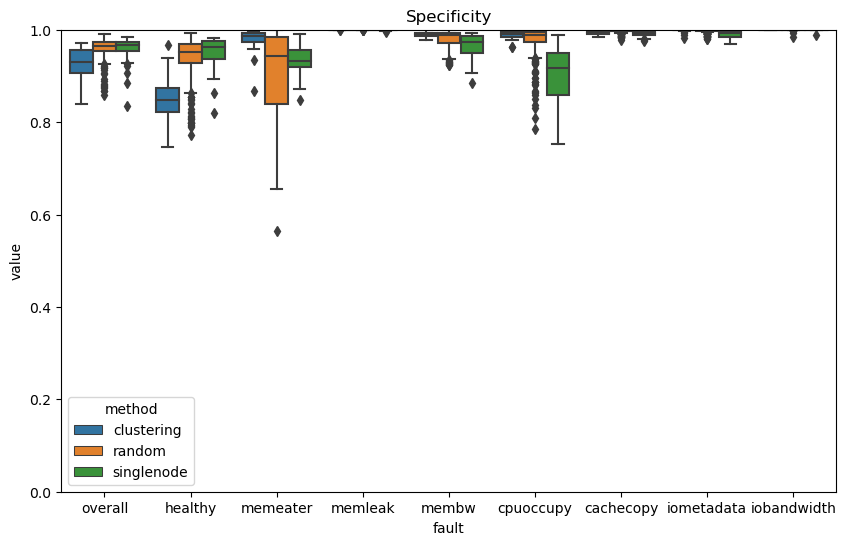 Specificity
1.0
0.8
0.6
0.4
0.2
0.0
value
method
clustering
random
singlenode
overall healthy memeater memleak membw cpuoccupy cachecopy iometadata iobandwidth
fault